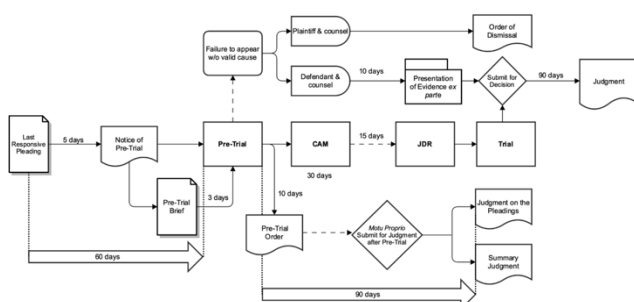 Failure to appear
w/o valid cause
Plaintiff & counsel
Order of
Dismissal
Defendant &
counsel
10 days
Presentation
of Evidence ex
parte
Submit for
Decision
90 days
Judgment
Last
Responsive
Pleading
5 days
Notice of
Pre-Trial
Pre-Trial
CAM
15 days
JDR
Trial
30 days
Pre-Trial
Brief
3 days
10 days
Pre-Trial
Order
Motu Proprio
Submit for Judgment
after Pre-Trial
Judgment on the
Pleadings
Summary
Judgment
60 days
90 days